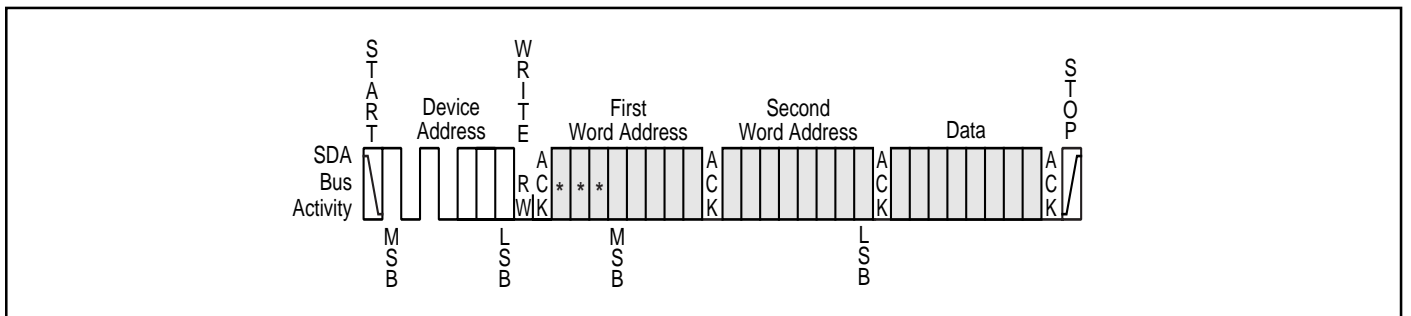 START
WRITE
STOP
Device
Address
First
Word Address
Second
Word Address
Data
SDA
Bus
Activity
R/W
ACK
* * *
ACK
ACK
ACK
MSB
LSB
MSB
LSB